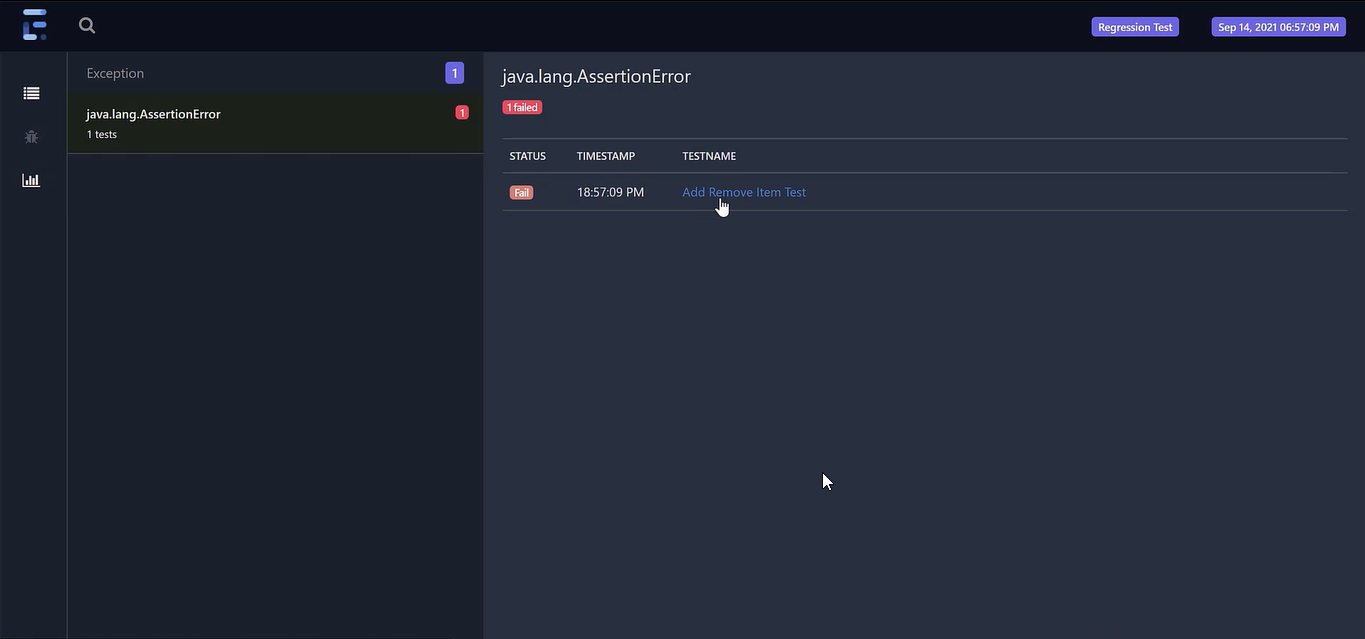 Regression Test
Sep 14, 2021 06:57:09 PM
Exception
1
java.lang.AssertionError
1
1 tests
java.lang.AssertionError
1 failed
STATUS TIMESTAMP TESTNAME
Fail 18:57:09 PM Add Remove Item Test